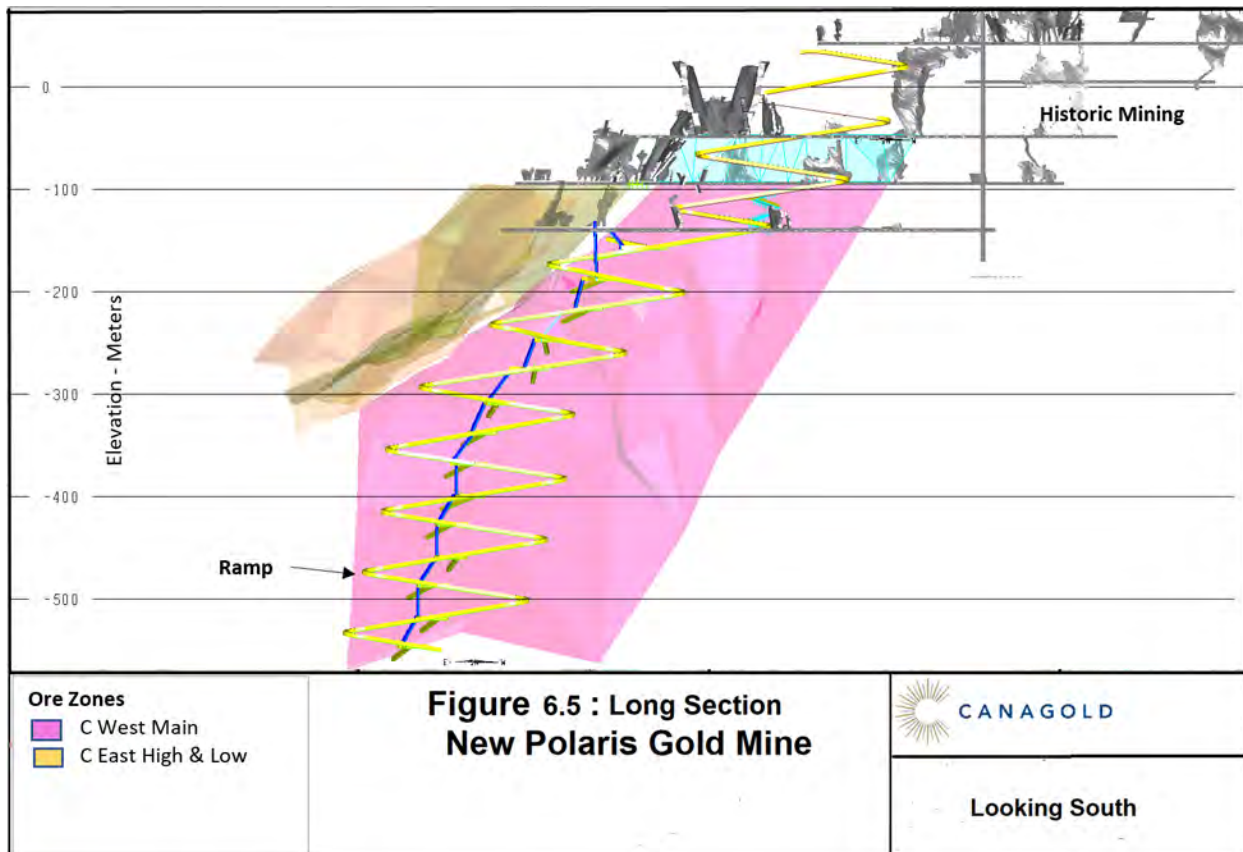 0
Historic Mining
-100
-200
Elevation - Meters
-300
-400
Ramp
-500
E
W
Ore Zones
C West Main
C East High & Low
Figure 6.5 : Long Section
New Polaris Gold Mine
CANAGOLD
Looking South